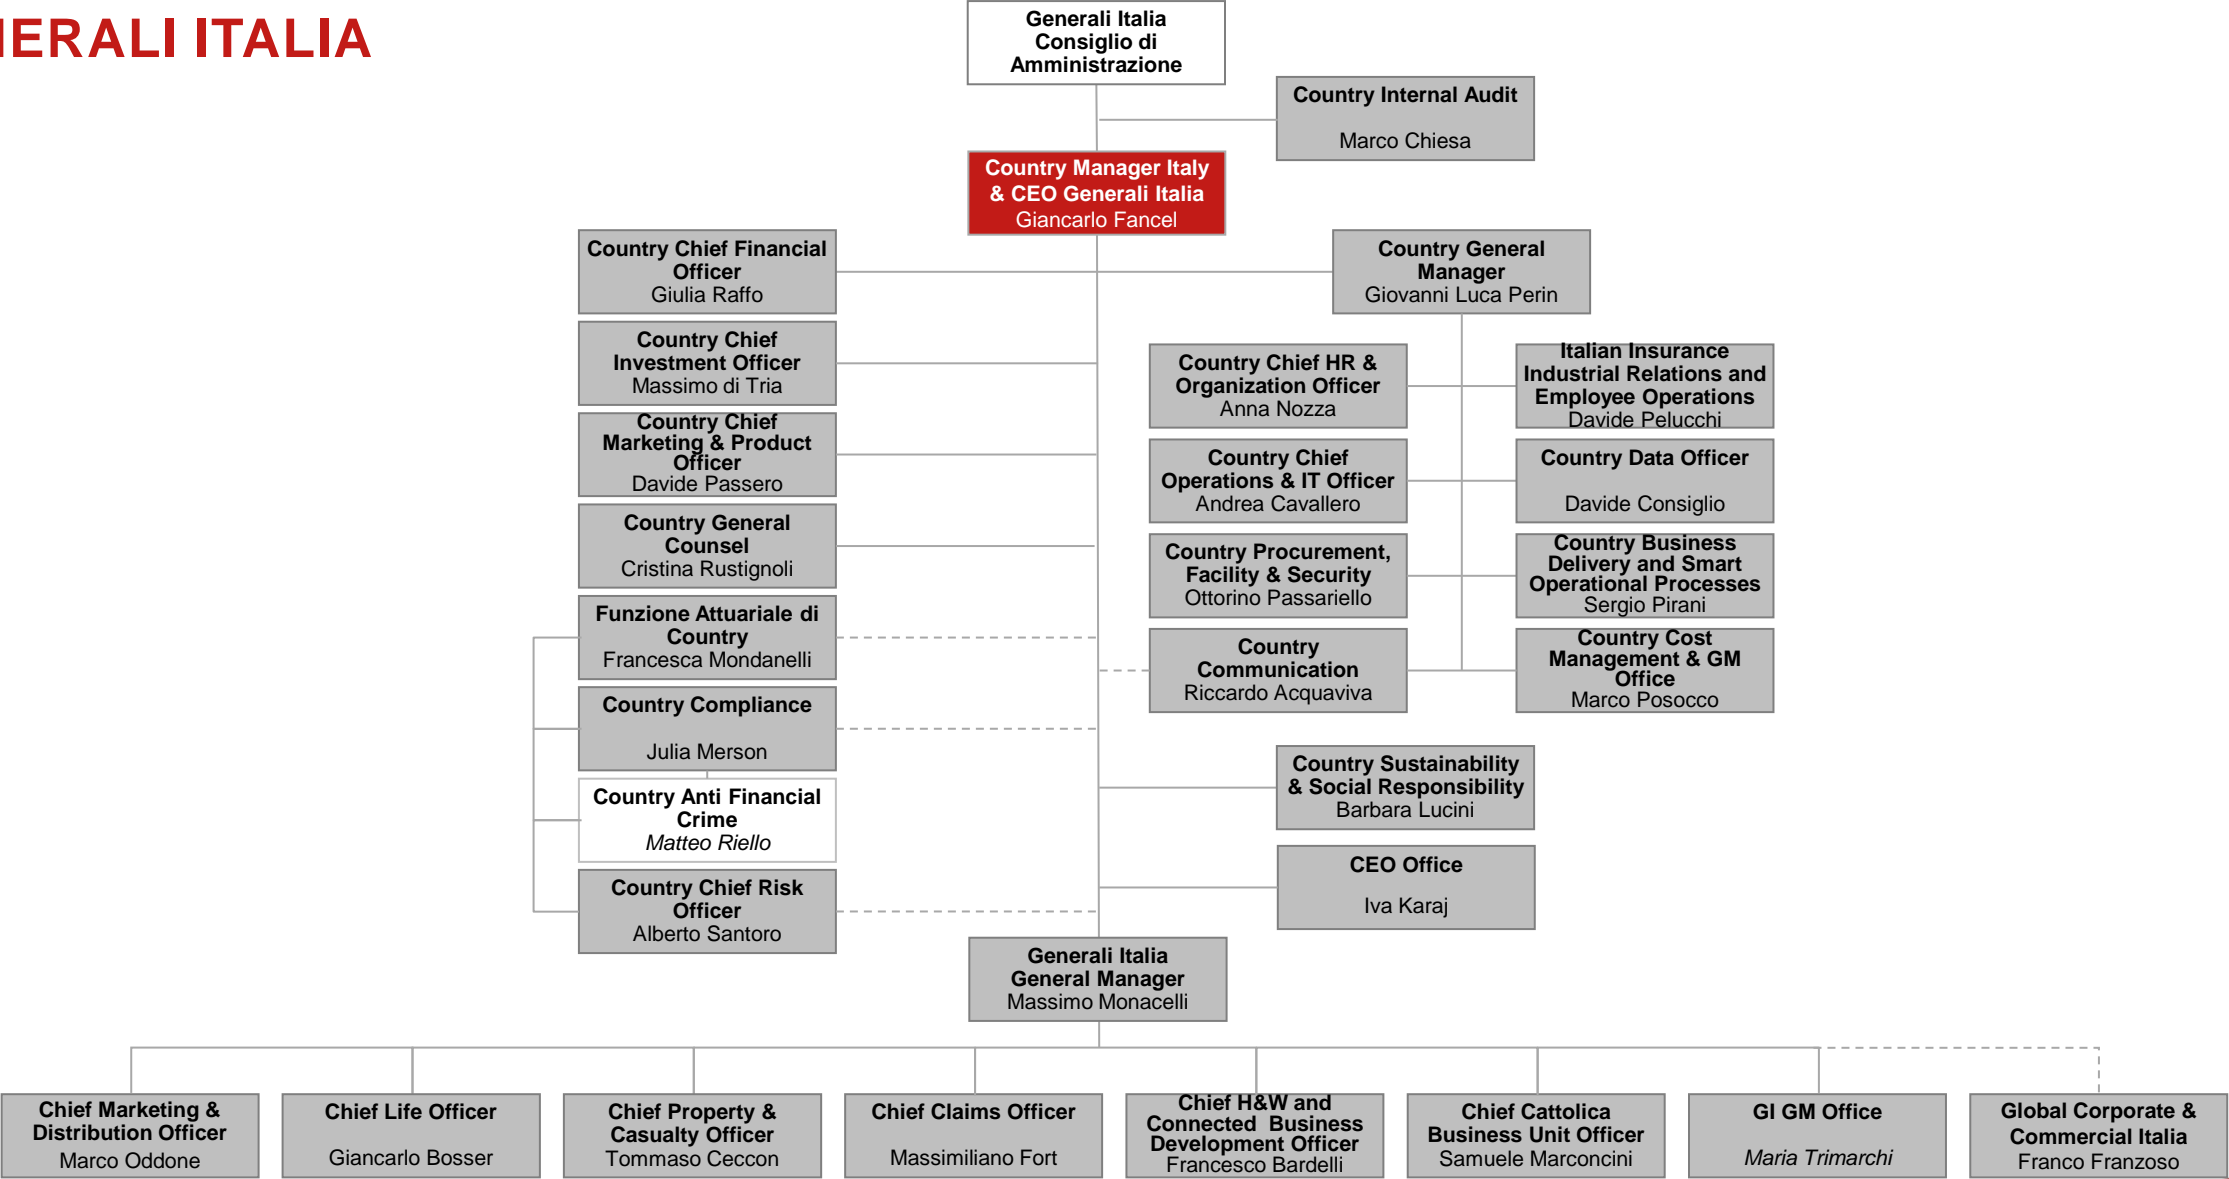 NERALI ITALIA
Generali Italia
Consiglio di
Amministrazione
Country Internal Audit
Marco Chiesa
Country Manager Italy
& CEO Generali Italia
Giancarlo Fancel
Country Chief Financial
Officer
Giulia Raffo
Country General
Manager
Giovanni Luca Perin
Country Chief
Investment Officer
Massimo di Tria
Country Chief
Marketing & Product
Officer
Davide Passero
Country General
Counsel
Cristina Rustignoli
Funzione Attuariale di
Country
Francesca Mondanelli
Country Compliance
Julia Merson
Country Anti Financial
Crime
Matteo Riello
Country Chief Risk
Officer
Alberto Santoro
Country Chief HR &
Organization Officer
Anna Nozza
Italian Insurance
Industrial Relations and
Employee Operations
Davide Pelucchi
Country Chief
Operations & IT Officer
Andrea Cavallero
Country Data Officer
Davide Consiglio
Country Procurement,
Facility & Security
Ottorino Passariello
Country Business
Delivery and Smart
Operational Processes
Sergio Pirani
Country
Communication
Riccardo Acquaviva
Country Cost
Management & GM
Office
Marco Posocco
Country Sustainability
& Social Responsibility
Barbara Lucini
CEO Office
Iva Karaj
Generali Italia
General Manager
Massimo Monacelli
Chief Marketing &
Distribution Officer
Marco Oddone
Chief Life Officer
Giancarlo Bosser
Chief Property &
Casualty Officer
Tommaso Ceccon
Chief Claims Officer
Massimiliano Fort
Chief H&W and
Connected Business
Development Officer
Francesco Bardelli
Chief Cattolica
Business Unit Officer
Samuele Marconcini
GI GM Office
Maria Trimarchi
Global Corporate &
Commercial Italia
Franco Franzoso